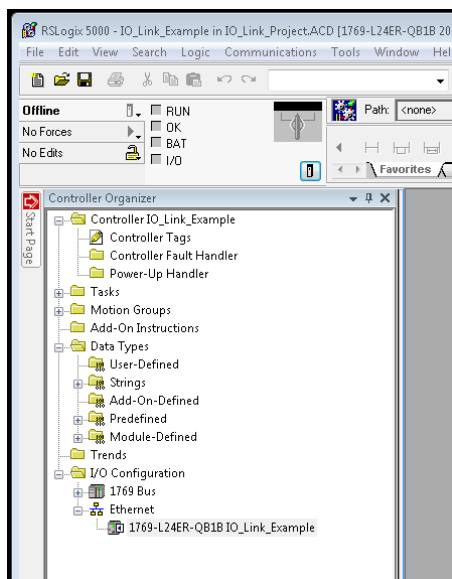 RSLogix 5000 - IO_Link_Example in IO_Link_Project.ACD [1769-L24ER-QB1B 20
File Edit View Search Logic Communications Tools Window Hel
Offline
RUN
Path: <none>
No Forces
OK
BAT
No Edits
I/O
Favorites
Start Page
Controller Organizer
Controller IO_Link_Example
Controller Tags
Controller Fault Handler
Power-Up Handler
Tasks
Motion Groups
Add-On Instructions
Data Types
User-Defined
Strings
Add-On-Defined
Predefined
Module-Defined
Trends
I/O Configuration
1769 Bus
Ethernet
1769-L24ER-QB1B IO_Link_Example